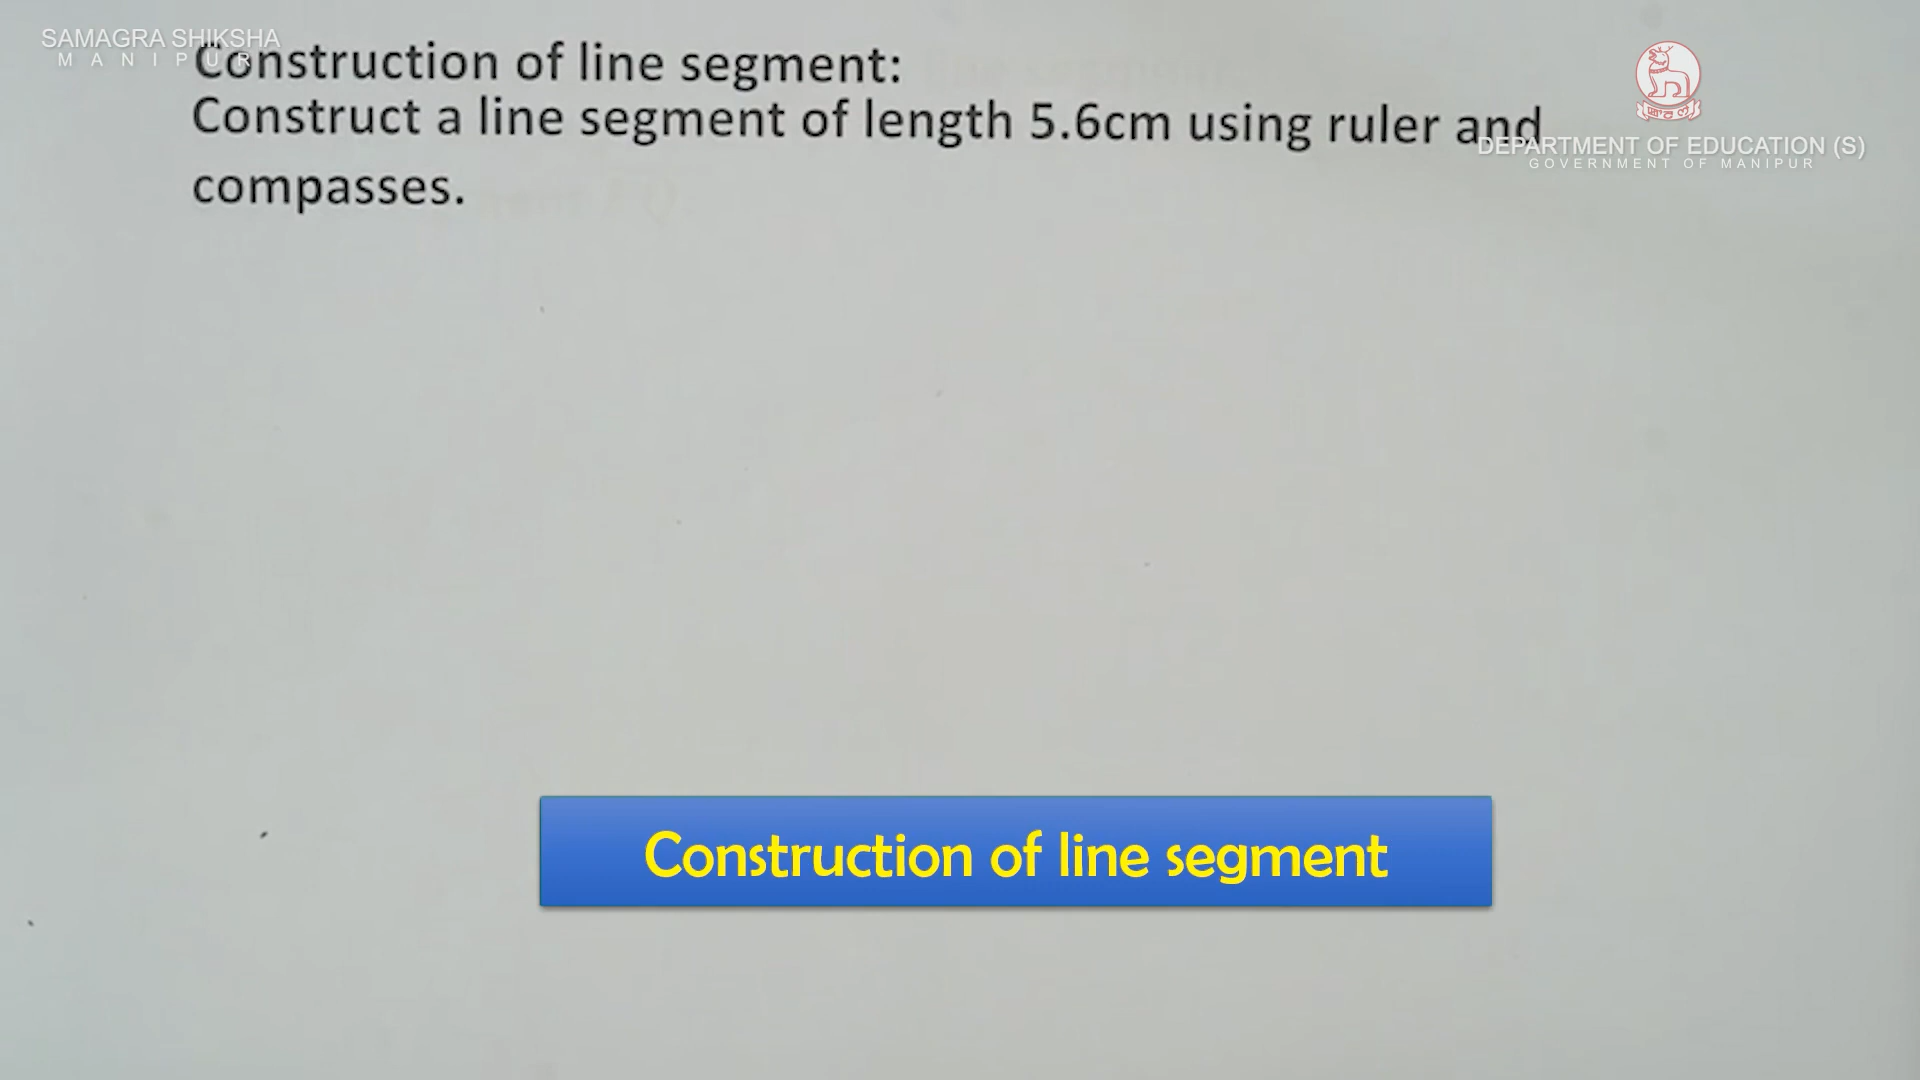 SAMAGRA SHIKSHA
MANIPUR
Construction of line segment:
Construct a line segment of length 5.6cm using ruler and
compasses.
DEPARTMENT OF EDUCATION (S)
GOVERNMENT OF MANIPUR
Construction of line segment